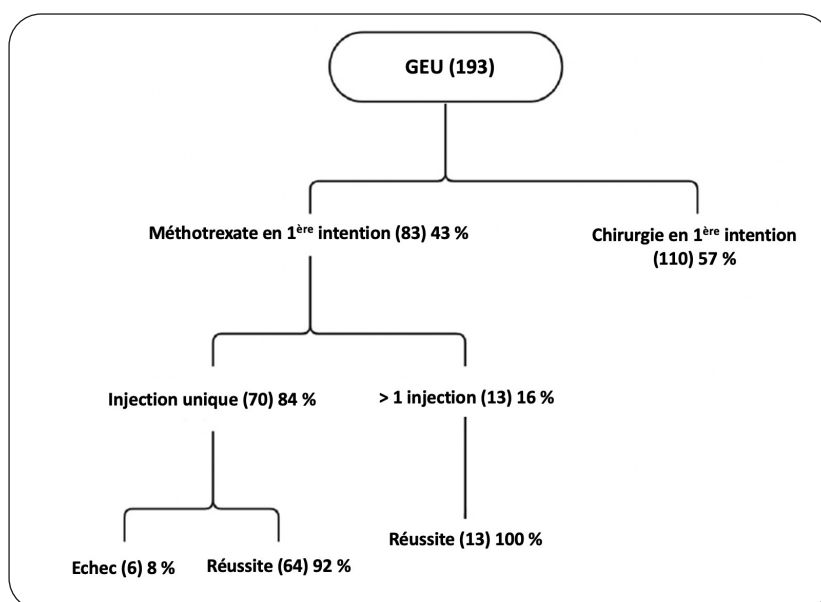 GEU (193)
Méthotrexate en 1ère intention (83) 43 %
Chirurgie en 1ère intention
(110) 57 %
Injection unique (70) 84 %
> 1 injection (13) 16 %
Echec (6) 8 %
Réussite (64) 92 %
Réussite (13) 100 %